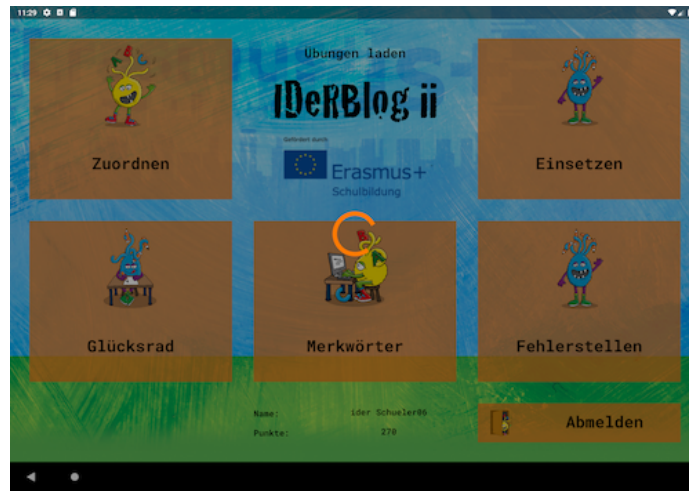 11:29
Übungen laden
IDeRBlog ii
Gefördert durch
Erasmus+
Schulbildung
Zuordnen
Einsetzen
Glücksrad
Merkwörter
Fehlerstellen
Name: ider Schueler06
Punkte: 270
Abmelden